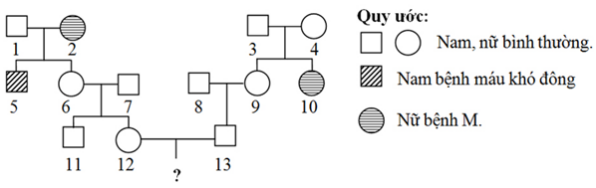 Quy ước:
1 2 3 4
Nam, nữ bình thường.
5 6 7 8 9 10
Nam bệnh máu khó đông
Nữ bệnh M.
11 12 13
?